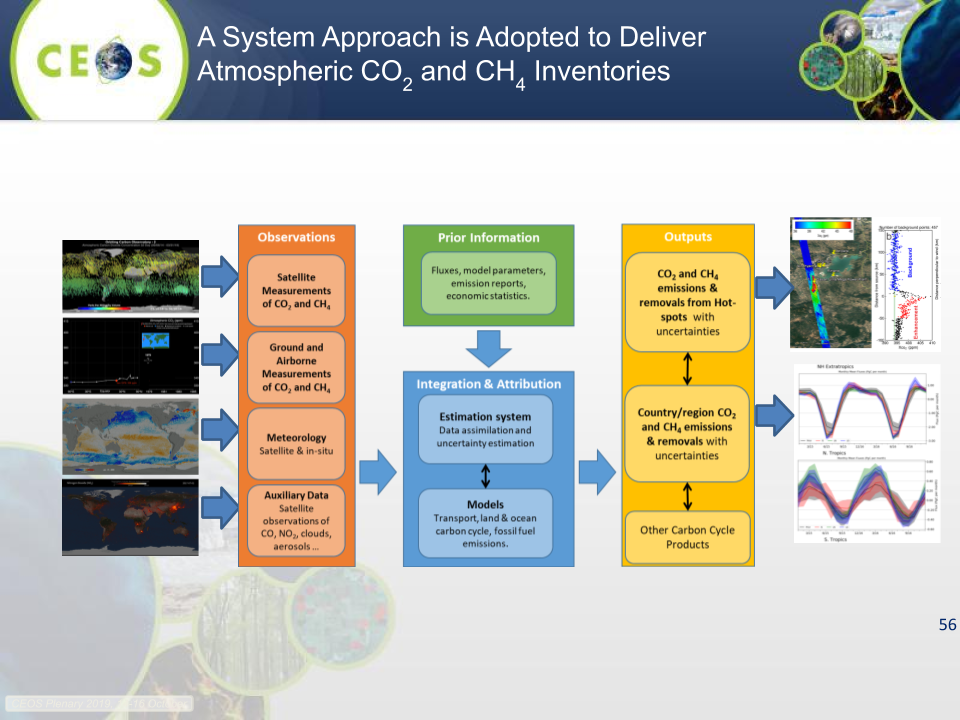 CEOS
A System Approach is Adopted to Deliver
Atmospheric CO2 and CH4 Inventories
Observations
Satellite
Measurements
of CO2 and CH4
Ground and
Airborne
Measurements
of CO2 and CH4
Meteorology
Satellite & in-situ
Auxiliary Data
Satellite
observations of
CO, NO2, clouds,
aerosols ...
Prior Information
Fluxes, model parameters,
emission reports,
economic statistics.
Integration & Attribution
Estimation system
Data assimilation and
uncertainty estimation
Models
Transport, land & ocean
carbon cycle, fossil fuel
emissions.
Outputs
CO2 and CH4
emissions &
removals from Hot-
spots with
uncertainties
Country/region CO2
and CH4 emissions
& removals with
uncertainties
Other Carbon Cycle
Products
Number of background points: 457
Background
Enhancement
NH Extratropics
N. Tropics
S. Tropics
56